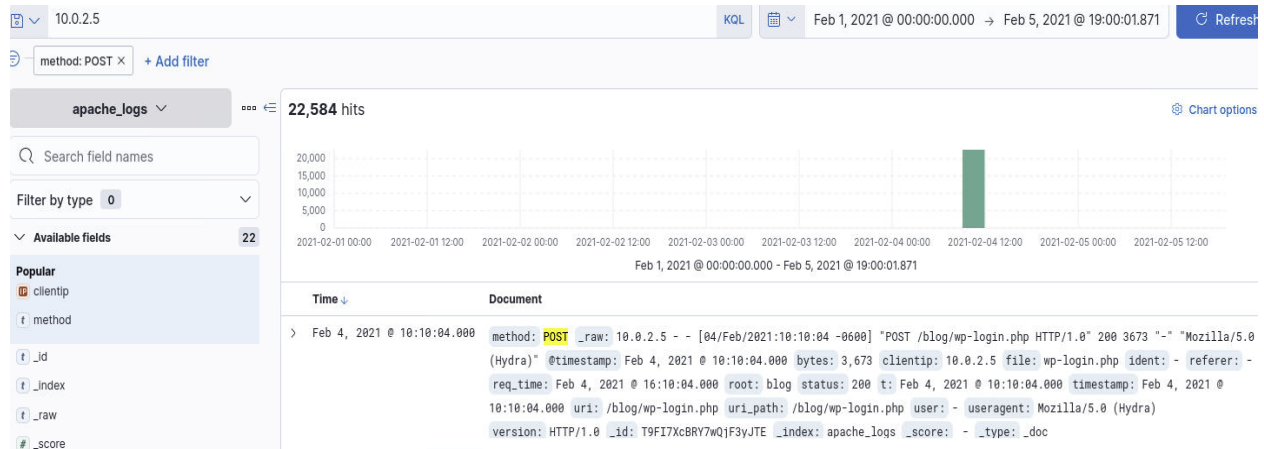 10.0.2.5 KQL Feb 1, 2021 @ 00:00:00.000 → Feb 5, 2021 @ 19:00:01.871 Refresh
method: POST × + Add filter
apache_logs
22,584 hits
Chart options
Search field names
Filter by type 0
Available fields 22
Popular
clientip
t method
t _id
t _index
t _raw
# _score
20,000
15,000
10,000
5,000
0
2021-02-01 00:00 2021-02-01 12:00 2021-02-02 00:00 2021-02-02 12:00 2021-02-03 00:00 2021-02-03 12:00 2021-02-04 00:00 2021-02-04 12:00 2021-02-05 00:00 2021-02-05 12:00
Feb 1, 2021 @ 00:00:00.000 - Feb 5, 2021 @ 19:00:01.871
Time ↓ Document
Feb 4, 2021 @ 10:10:04.000 method: POST _raw: 10.0.2.5 - - [04/Feb/2021:10:10:04 -0600] "POST /blog/wp-login.php HTTP/1.0" 200 3673 "-" "Mozilla/5.0
(Hydra)" @timestamp: Feb 4, 2021 @ 10:10:04.000 bytes: 3,673 clientip: 10.0.2.5 file: wp-login.php ident: - referer: -
req_time: Feb 4, 2021 @ 16:10:04.000 root: blog status: 200 t: Feb 4, 2021 @ 10:10:04.000 timestamp: Feb 4, 2021 @
10:10:04.000 uri: /blog/wp-login.php uri_path: /blog/wp-login.php user: - useragent: Mozilla/5.0 (Hydra)
version: HTTP/1.0 _id: T9FI7XcBRY7wQjF3yJTE _index: apache_logs _score: - _type: _doc